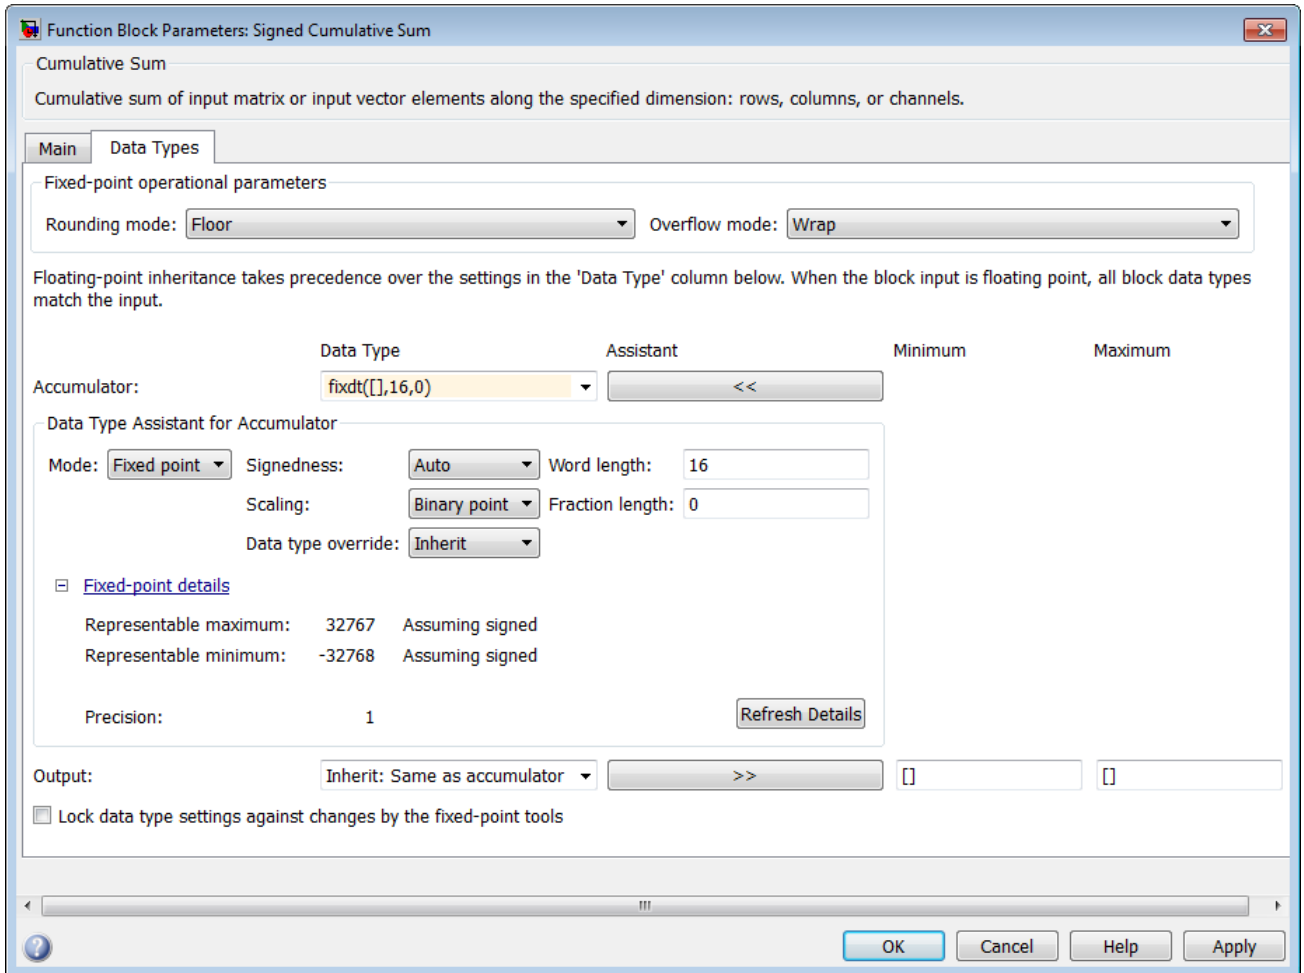 Function Block Parameters: Signed Cumulative Sum
Cumulative Sum
Cumulative sum of input matrix or input vector elements along the specified dimension: rows, columns, or channels.
Main Data Types
Fixed-point operational parameters
Rounding mode: Floor Overflow mode: Wrap
Floating-point inheritance takes precedence over the settings in the 'Data Type' column below. When the block input is floating point, all block data types
match the input.
Data Type Assistant Minimum Maximum
Accumulator: fixdt([],16,0) <<
Data Type Assistant for Accumulator
Mode: Fixed point Signedness: Auto Word length: 16
Scaling: Binary point Fraction length: 0
Data type override: Inherit
Fixed-point details
Representable maximum: 32767 Assuming signed
Representable minimum: -32768 Assuming signed
Precision: 1 Refresh Details
Output: Inherit: Same as accumulator >> [] []
Lock data type settings against changes by the fixed-point tools
OK Cancel Help Apply